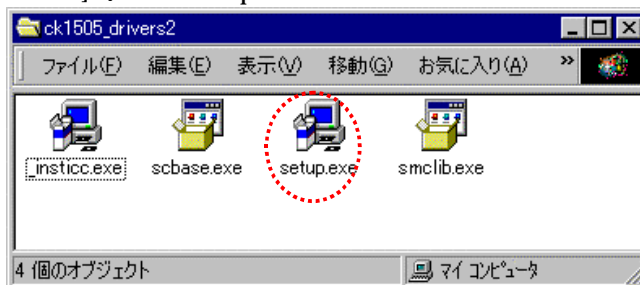 ck1505_drivers2
ファイル(F) 編集(E) 表示(V) 移動(G) お気に入り(A) »
_insticc.exe scbase.exe setup.exe smclib.exe
4 個のオブジェクト マイ コンピュータ